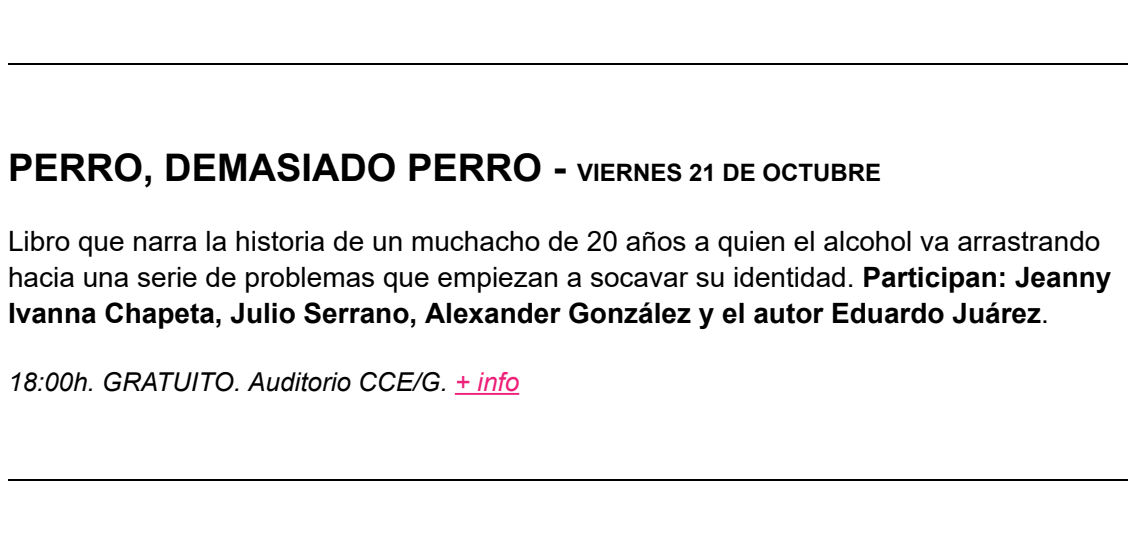 PERRO, DEMASIADO PERRO - VIERNES 21 DE OCTUBRE
Libro que narra la historia de un muchacho de 20 años a quien el alcohol va arrastrando
hacia una serie de problemas que empiezan a socavar su identidad. Participan: Jeanny
Ivanna Chapeta, Julio Serrano, Alexander González y el autor Eduardo Juárez.
18:00h. GRATUITO. Auditorio CCE/G. + info